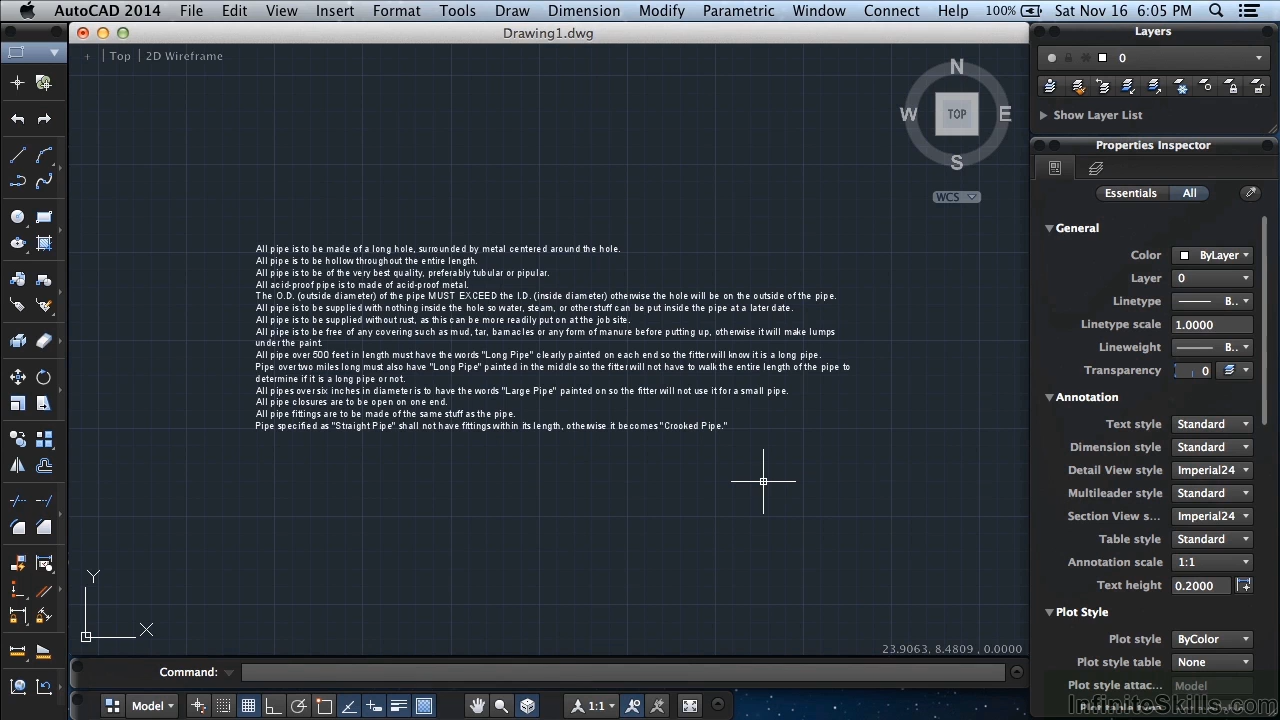 AutoCAD 2014 File Edit View Insert Format Tools Draw Dimension Modify Parametric Window Connect Help 100% Sat Nov 16 6:05 PM
Drawing1.dwg
+ | Top | 2D Wireframe
N
W TOP E
S
WCS
All pipe is to be made of a long hole, surrounded by metal centered around the hole.
All pipe is to be hollow throughout the entire length.
All pipe is to be of the very best quality, preferably tubular or pipular.
All acid-proof pipe is to made of acid-proof metal.
The O.D. (outside diameter) of the pipe MUST EXCEED the I.D. (inside diameter) otherwise the hole will be on the outside of the pipe.
All pipe is to be supplied with nothing inside the hole so water, steam, or other stuff can be put inside the pipe at a later date.
All pipe is to be supplied without rust, as this can be more readily put on at the job site.
All pipe is to be free of any covering such as mud, tar, barnacles or any form of manure before putting up, otherwise it will make lumps
under the paint.
All pipe over 500 feet in length must have the words "Long Pipe" clearly painted on each end so the fitter will know it is a long pipe.
Pipe over two miles long must also have "Long Pipe" painted in the middle so the fitter will not have to walk the entire length of the pipe to
determine if it is a long pipe or not.
All pipes over six inches in diameter is to have the words "Large Pipe" painted on so the fitter will not use it for a small pipe.
All pipe closures are to be open on one end.
All pipe fittings are to be made of the same stuff as the pipe.
Pipe specified as "Straight Pipe" shall not have fittings within its length, otherwise it becomes "Crooked Pipe."
Y
X
23.9063, 8.4809 , 0.0000
Command:
Model 1:1
Layers
0
Show Layer List
Properties Inspector
Essentials All
General
Color ByLayer
Layer 0
Linetype B..
Linetype scale 1.0000
Lineweight B..
Transparency 0
Annotation
Text style Standard
Dimension style Standard
Detail View style Imperial24
Multileader style Standard
Section View s... Imperial24
Table style Standard
Annotation scale 1:1
Text height 0.2000
Plot Style
Plot style ByColor
Plot style table None
Plot style attac... Model
InfiniteSkills.com